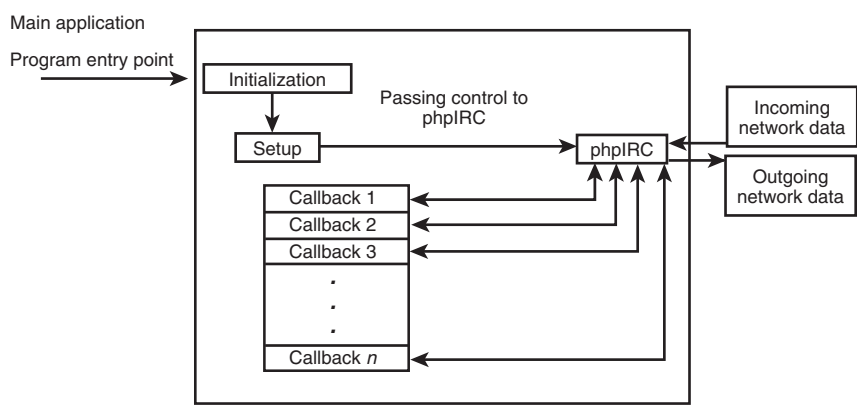 Main application
Program entry point
Initialization
Passing control to
phpIRC
Setup
phpIRC
Incoming
network data
Outgoing
network data
Callback 1
Callback 2
Callback 3
.
.
.
Callback n